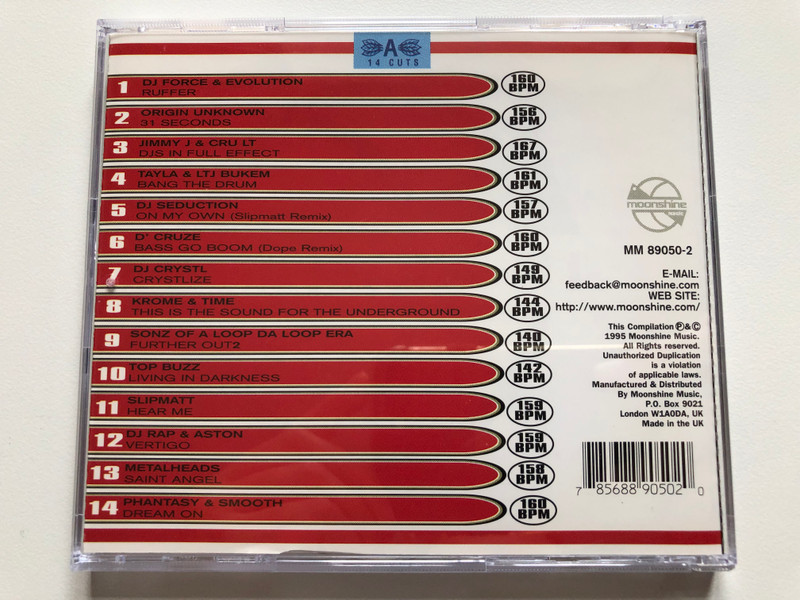 A
14 CUTS
1 DJ FORCE & EVOLUTION
RUFFER
160 BPM
2 ORIGIN UNKNOWN
31 SECONDS
156 BPM
3 JIMMY J & CRU LT
DJS IN FULL EFFECT
167 BPM
4 TAYLA & LTJ BUKEM
BANG THE DRUM
161 BPM
5 DJ SEDUCTION
ON MY OWN (Slipmatt Remix)
157 BPM
6 D' CRUZE
BASS GO BOOM (Dope Remix)
160 BPM
7 DJ CRYSTL
CRYSTLIZE
149 BPM
8 KROME & TIME
THIS IS THE SOUND FOR THE UNDERGROUND
144 BPM
9 SONZ OF A LOOP DA LOOP ERA
FURTHER OUT2
140 BPM
10 TOP BUZZ
LIVING IN DARKNESS
142 BPM
11 SLIPMATT
HEAR ME
159 BPM
12 DJ RAP & ASTON
VERTIGO
159 BPM
13 METALHEADS
SAINT ANGEL
158 BPM
14 PHANTASY & SMOOTH
DREAM ON
160 BPM
moonshine
music
MM 89050-2
E-MAIL:
feedback@moonshine.com
WEB SITE:
http://www.moonshine.com/
This Compilation ℗&©
1995 Moonshine Music.
All Rights reserved.
Unauthorized Duplication
is a violation
of applicable laws.
Manufactured & Distributed
By Moonshine Music,
P.O. Box 9021
London W1A0DA, UK
Made in the UK
7 85688 90502 0